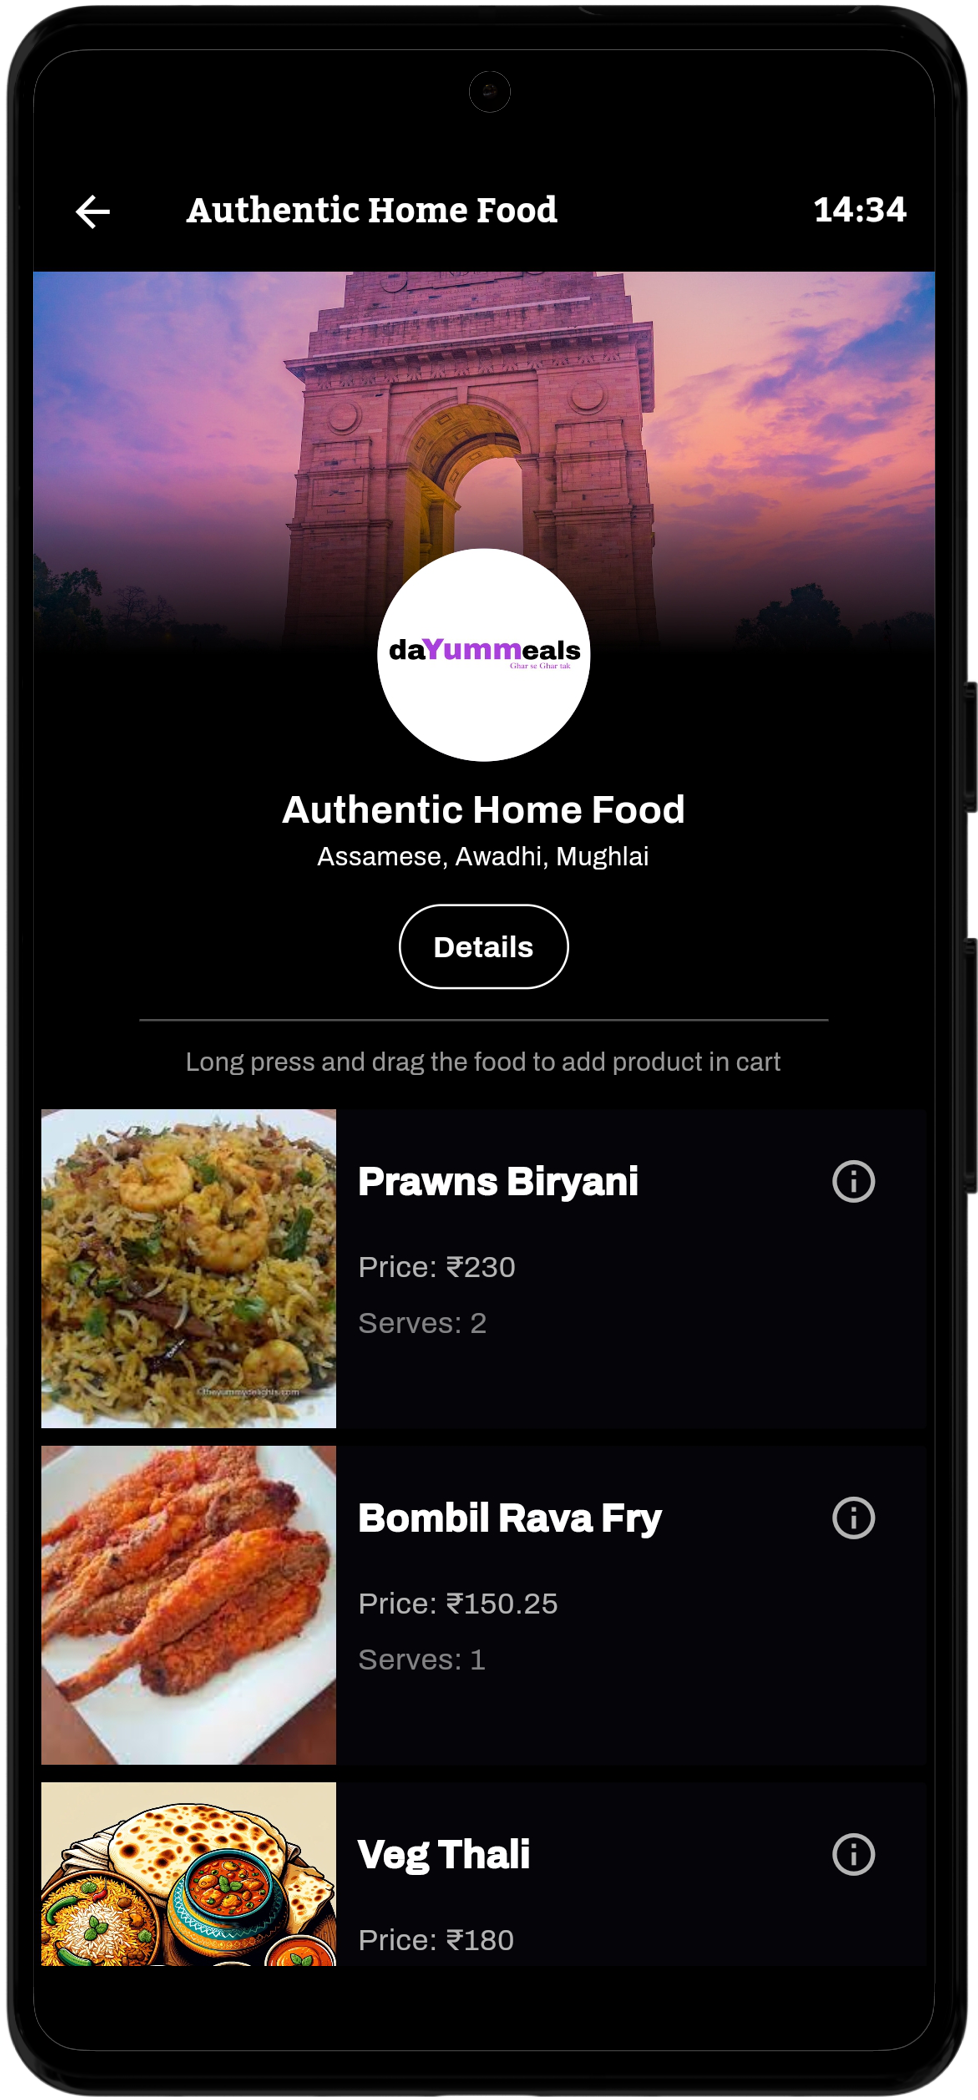 Authentic Home Food
14:34
daYummeals
Ghar se Ghar tak
Authentic Home Food
Assamese, Awadhi, Mughlai
Details
Long press and drag the food to add product in cart
Prawns Biryani
Price: ₹230
Serves: 2
©theyummydelights.com
Bombil Rava Fry
Price: ₹150.25
Serves: 1
Veg Thali
Price: ₹180